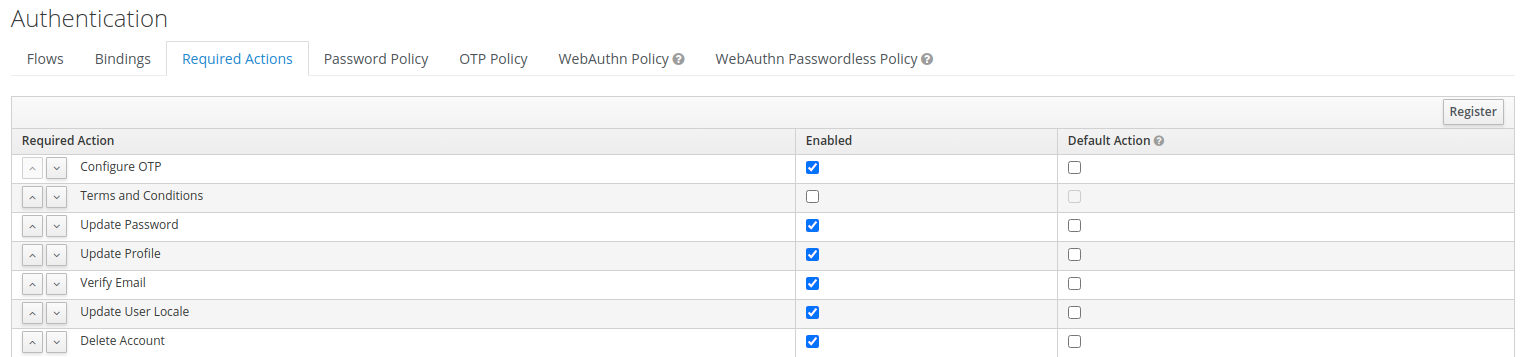 Authentication
Flows Bindings Required Actions Password Policy OTP Policy WebAuthn Policy WebAuthn Passwordless Policy
Register
Required Action Enabled Default Action
Configure OTP
Terms and Conditions
Update Password
Update Profile
Verify Email
Update User Locale
Delete Account